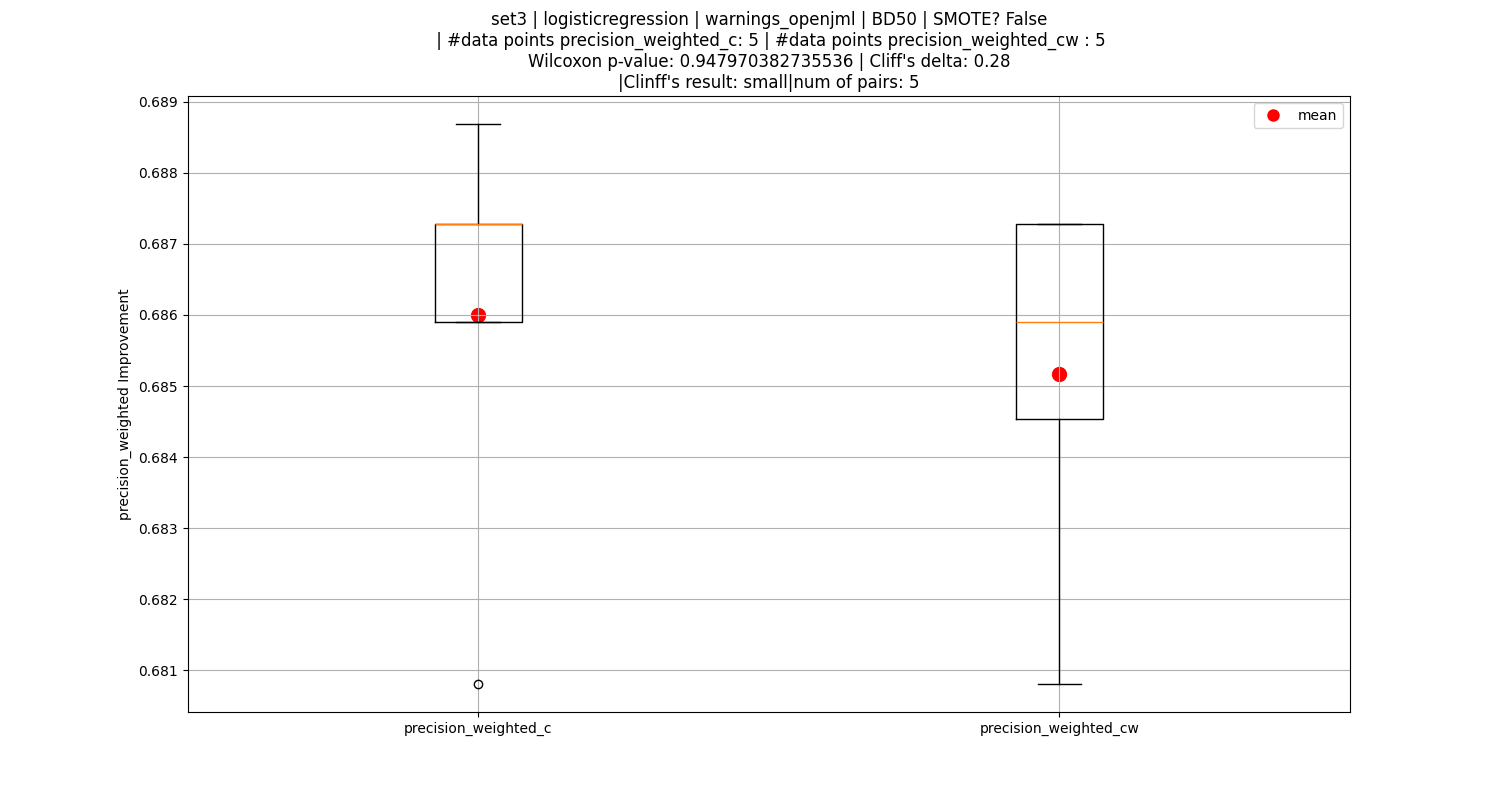 set3 | logisticregression | warnings_openjml | BD50 | SMOTE? False
| #data points precision_weighted_c: 5 | #data points precision_weighted_cw : 5
Wilcoxon p-value: 0.947970382735536 | Cliff's delta: 0.28
|Clinff's result: small|num of pairs: 5
mean
precision_weighted Improvement
0.689
0.688
0.687
0.686
0.685
0.684
0.683
0.682
0.681
precision_weighted_c
precision_weighted_cw